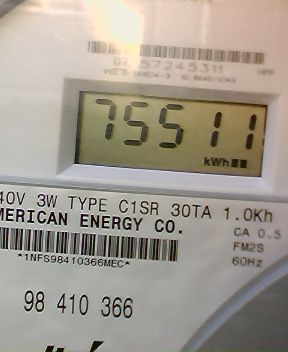 57245311
75511
kWh
40V 3W TYPE C1SR 30TA 1.0Kh
MERICAN ENERGY CO.
CA 0.5
FM2S
*1NFS98410366MEC*
60Hz
98 410 366